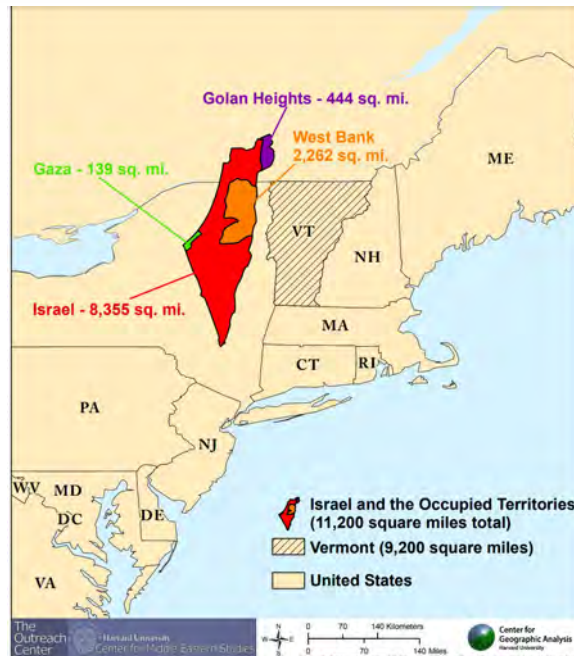 Golan Heights - 444 sq. mi.
West Bank
2,262 sq. mi.
Gaza - 139 sq. mi.
ME
VT
NH
Israel - 8,355 sq. mi.
MA
CT
RI
PA
NJ
WV
MD
DC
DE
VA
Israel and the Occupied Territories
(11,200 square miles total)
Vermont (9,200 square miles)
United States
The
Outreach
Center
Harvard University
Center for Middle Eastern Studies
N
W
E
S
0 70 140 Kilometers
0 70 140 Miles
Center for
Geographic Analysis
Harvard University